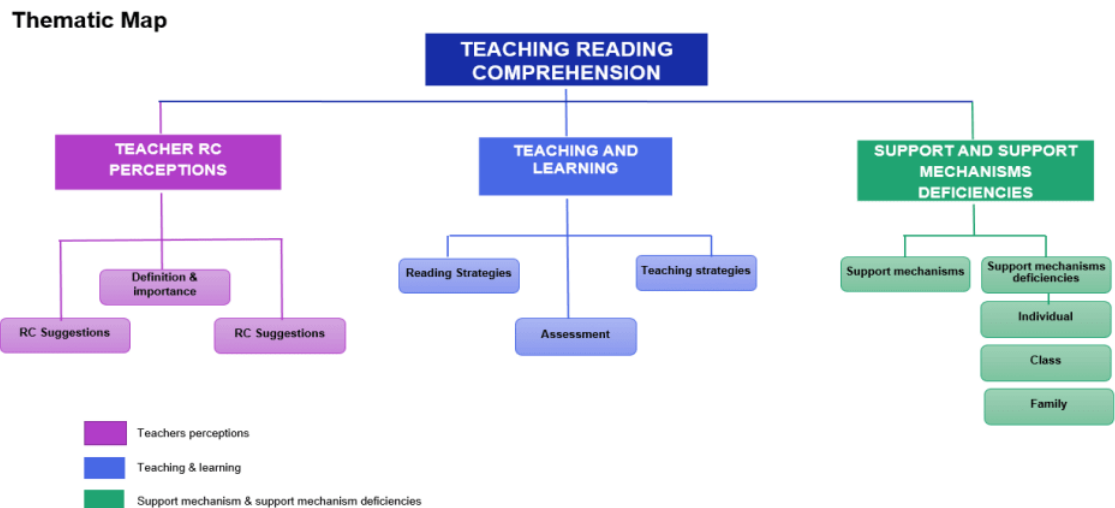 Thematic Map
TEACHING READING
COMPREHENSION
TEACHER RC
PERCEPTIONS
TEACHING AND
LEARNING
SUPPORT AND SUPPORT
MECHANISMS
DEFICIENCIES
Definition &
importance
RC Suggestions
RC Suggestions
Reading Strategies
Teaching strategies
Assessment
Support mechanisms
Support mechanisms
deficiencies
Individual
Class
Family
Teachers perceptions
Teaching & learning
Support mechanism & support mechanism deficiencies